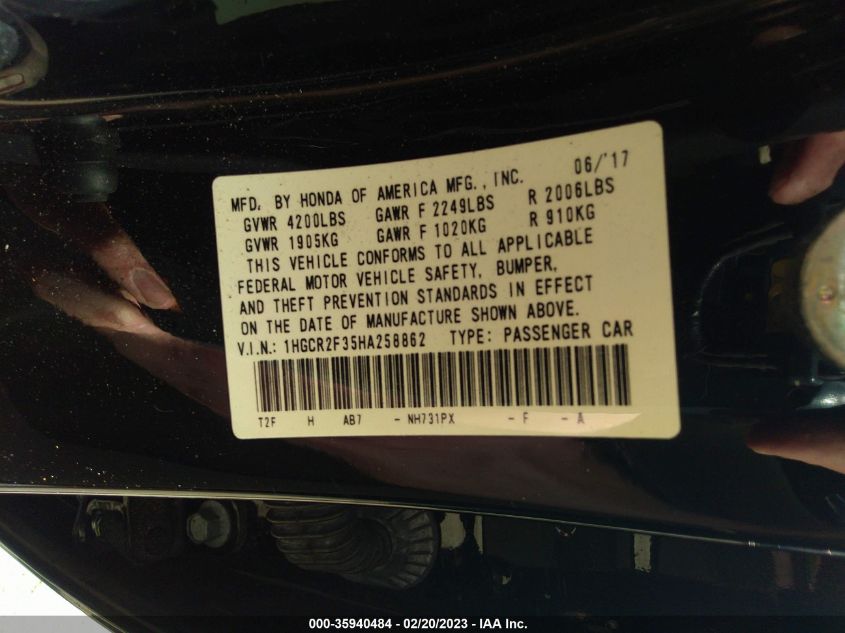 MFD. BY HONDA OF AMERICA MFG., INC. 06/'17
GVWR 4200LBS GAWR F 2249LBS R 2006LBS
GVWR 1905KG GAWR F 1020KG R 910KG
THIS VEHICLE CONFORMS TO ALL APPLICABLE
FEDERAL MOTOR VEHICLE SAFETY, BUMPER,
AND THEFT PREVENTION STANDARDS IN EFFECT
ON THE DATE OF MANUFACTURE SHOWN ABOVE.
V.I.N.: 1HGCR2F35HA258862 TYPE: PASSENGER CAR
T2F H AB7 - NH731PX - F - A
000-35940484 - 02/20/2023 - IAA Inc.